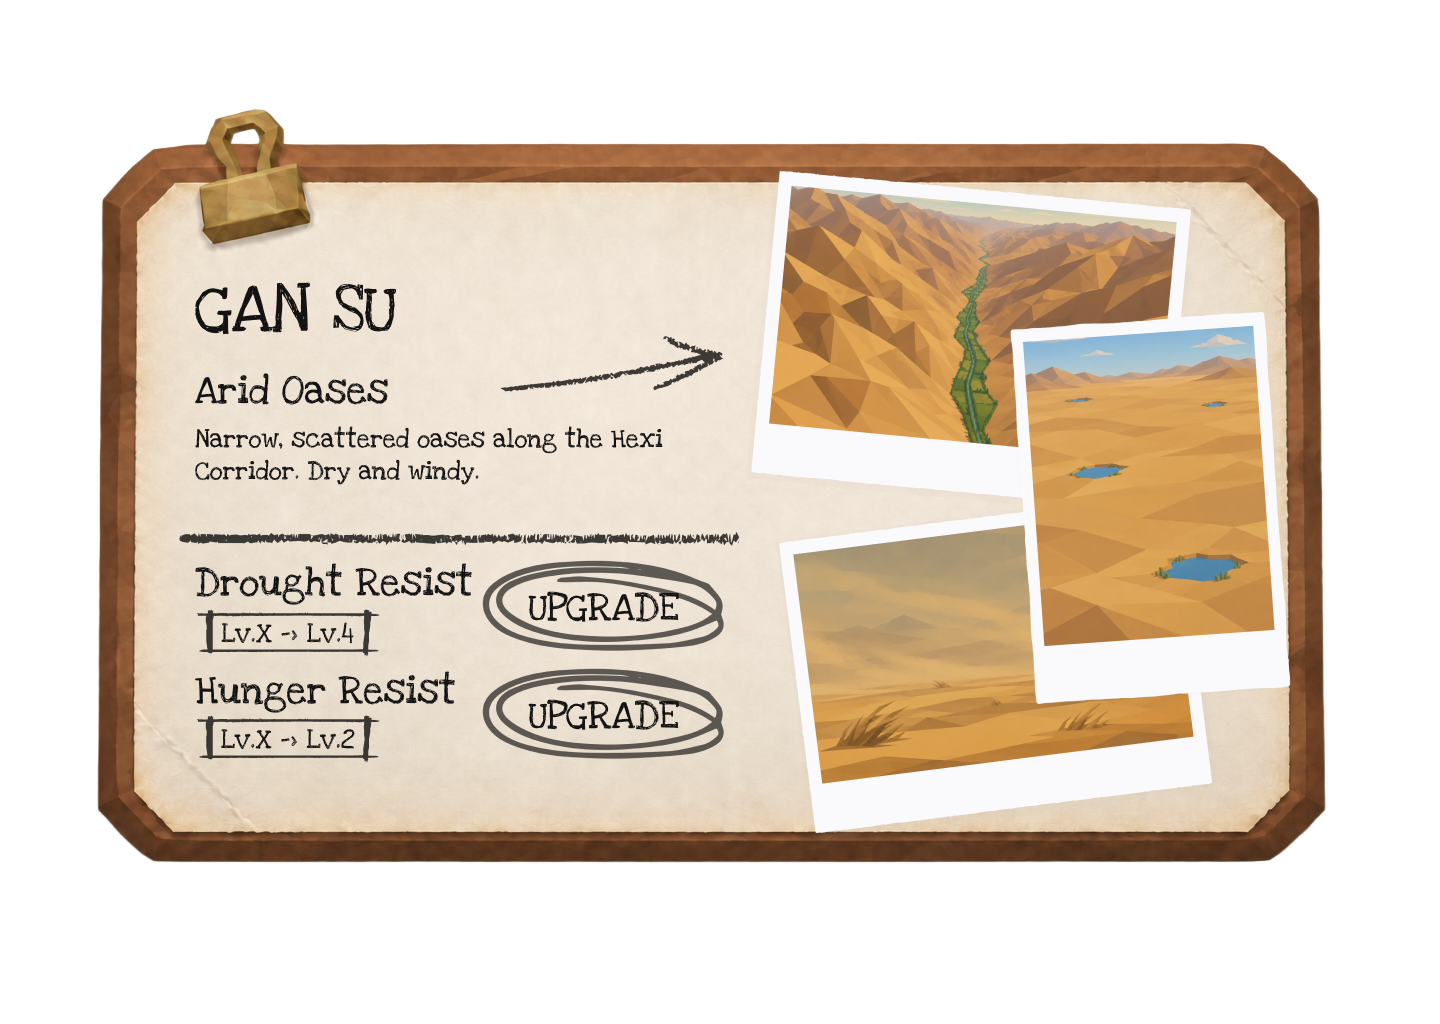 GAN SU
Arid Oases
Narrow, scattered oases along the Hexi
Corridor. Dry and windy.
Drought Resist
UPGRADE
Lv.X -> Lv.4
Hunger Resist
UPGRADE
Lv.X -> Lv.2